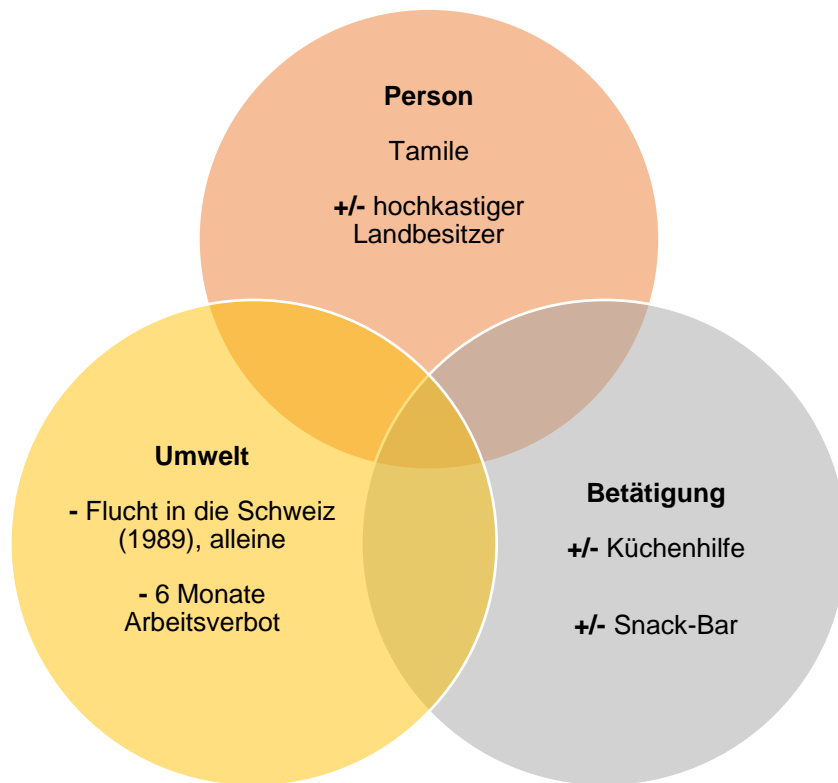 Person
Tamile
+/- hochkastiger
Landbesitzer
Umwelt
- Flucht in die Schweiz
(1989), alleine
- 6 Monate
Arbeitsverbot
Betätigung
+/- Küchenhilfe
+/- Snack-Bar